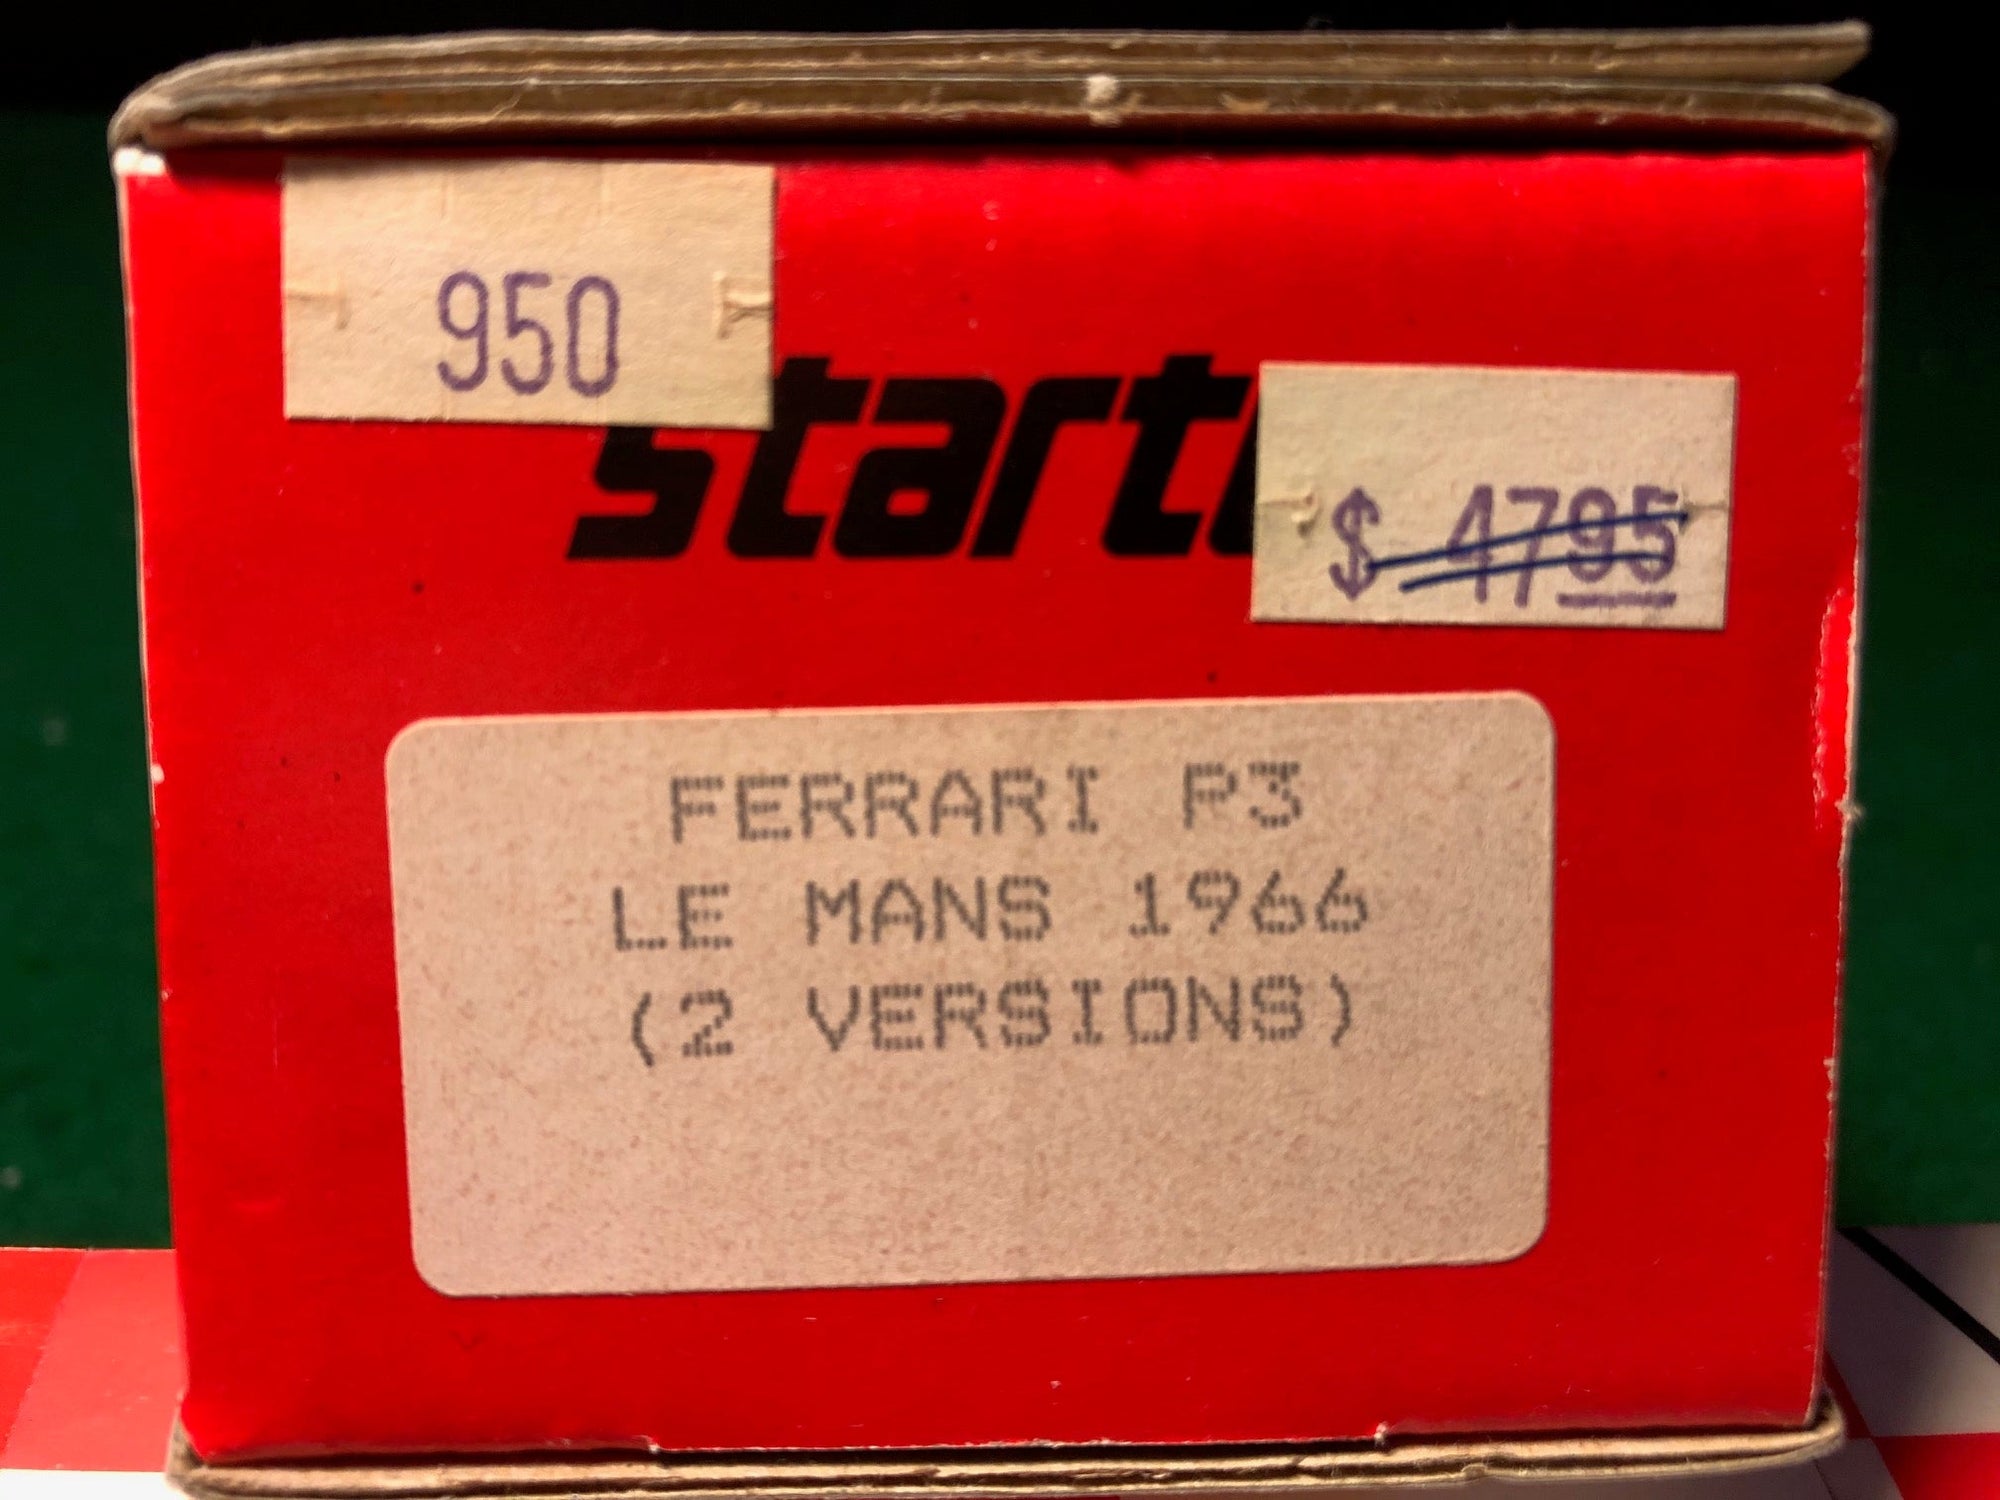 950
start
$ 4795
FERRARI P3
LE MANS 1966
(2 VERSIONS)